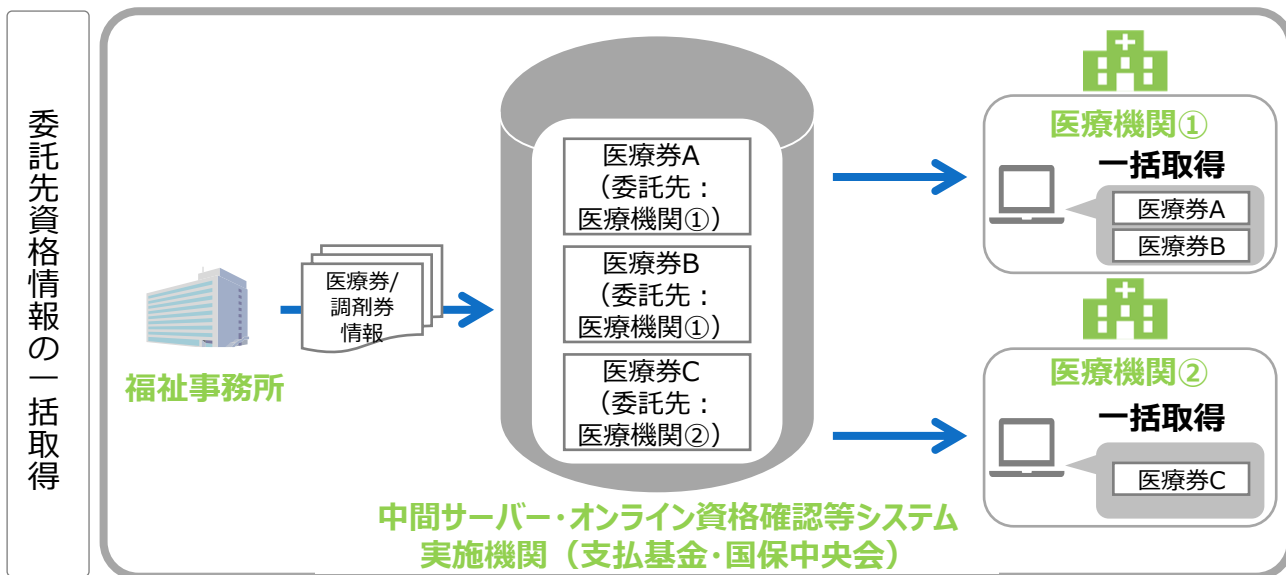 委託先資格情報の一括取得
福祉事務所
医療券/
調剤券
情報
医療券A
（委託先：
医療機関①）
医療券B
（委託先：
医療機関①）
医療券C
（委託先：
医療機関②）
中間サーバー・オンライン資格確認等システム
実施機関（支払基金・国保中央会）
医療機関①
一括取得
医療券A
医療券B
医療機関②
一括取得
医療券C